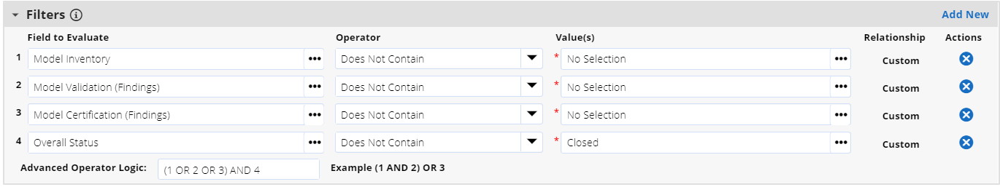 Filters
Add New
Field to Evaluate Operator Value(s) Relationship Actions
1 Model Inventory Does Not Contain * No Selection Custom
2 Model Validation (Findings) Does Not Contain * No Selection Custom
3 Model Certification (Findings) Does Not Contain * No Selection Custom
4 Overall Status Does Not Contain * Closed Custom
Advanced Operator Logic: (1 OR 2 OR 3) AND 4 Example (1 AND 2) OR 3